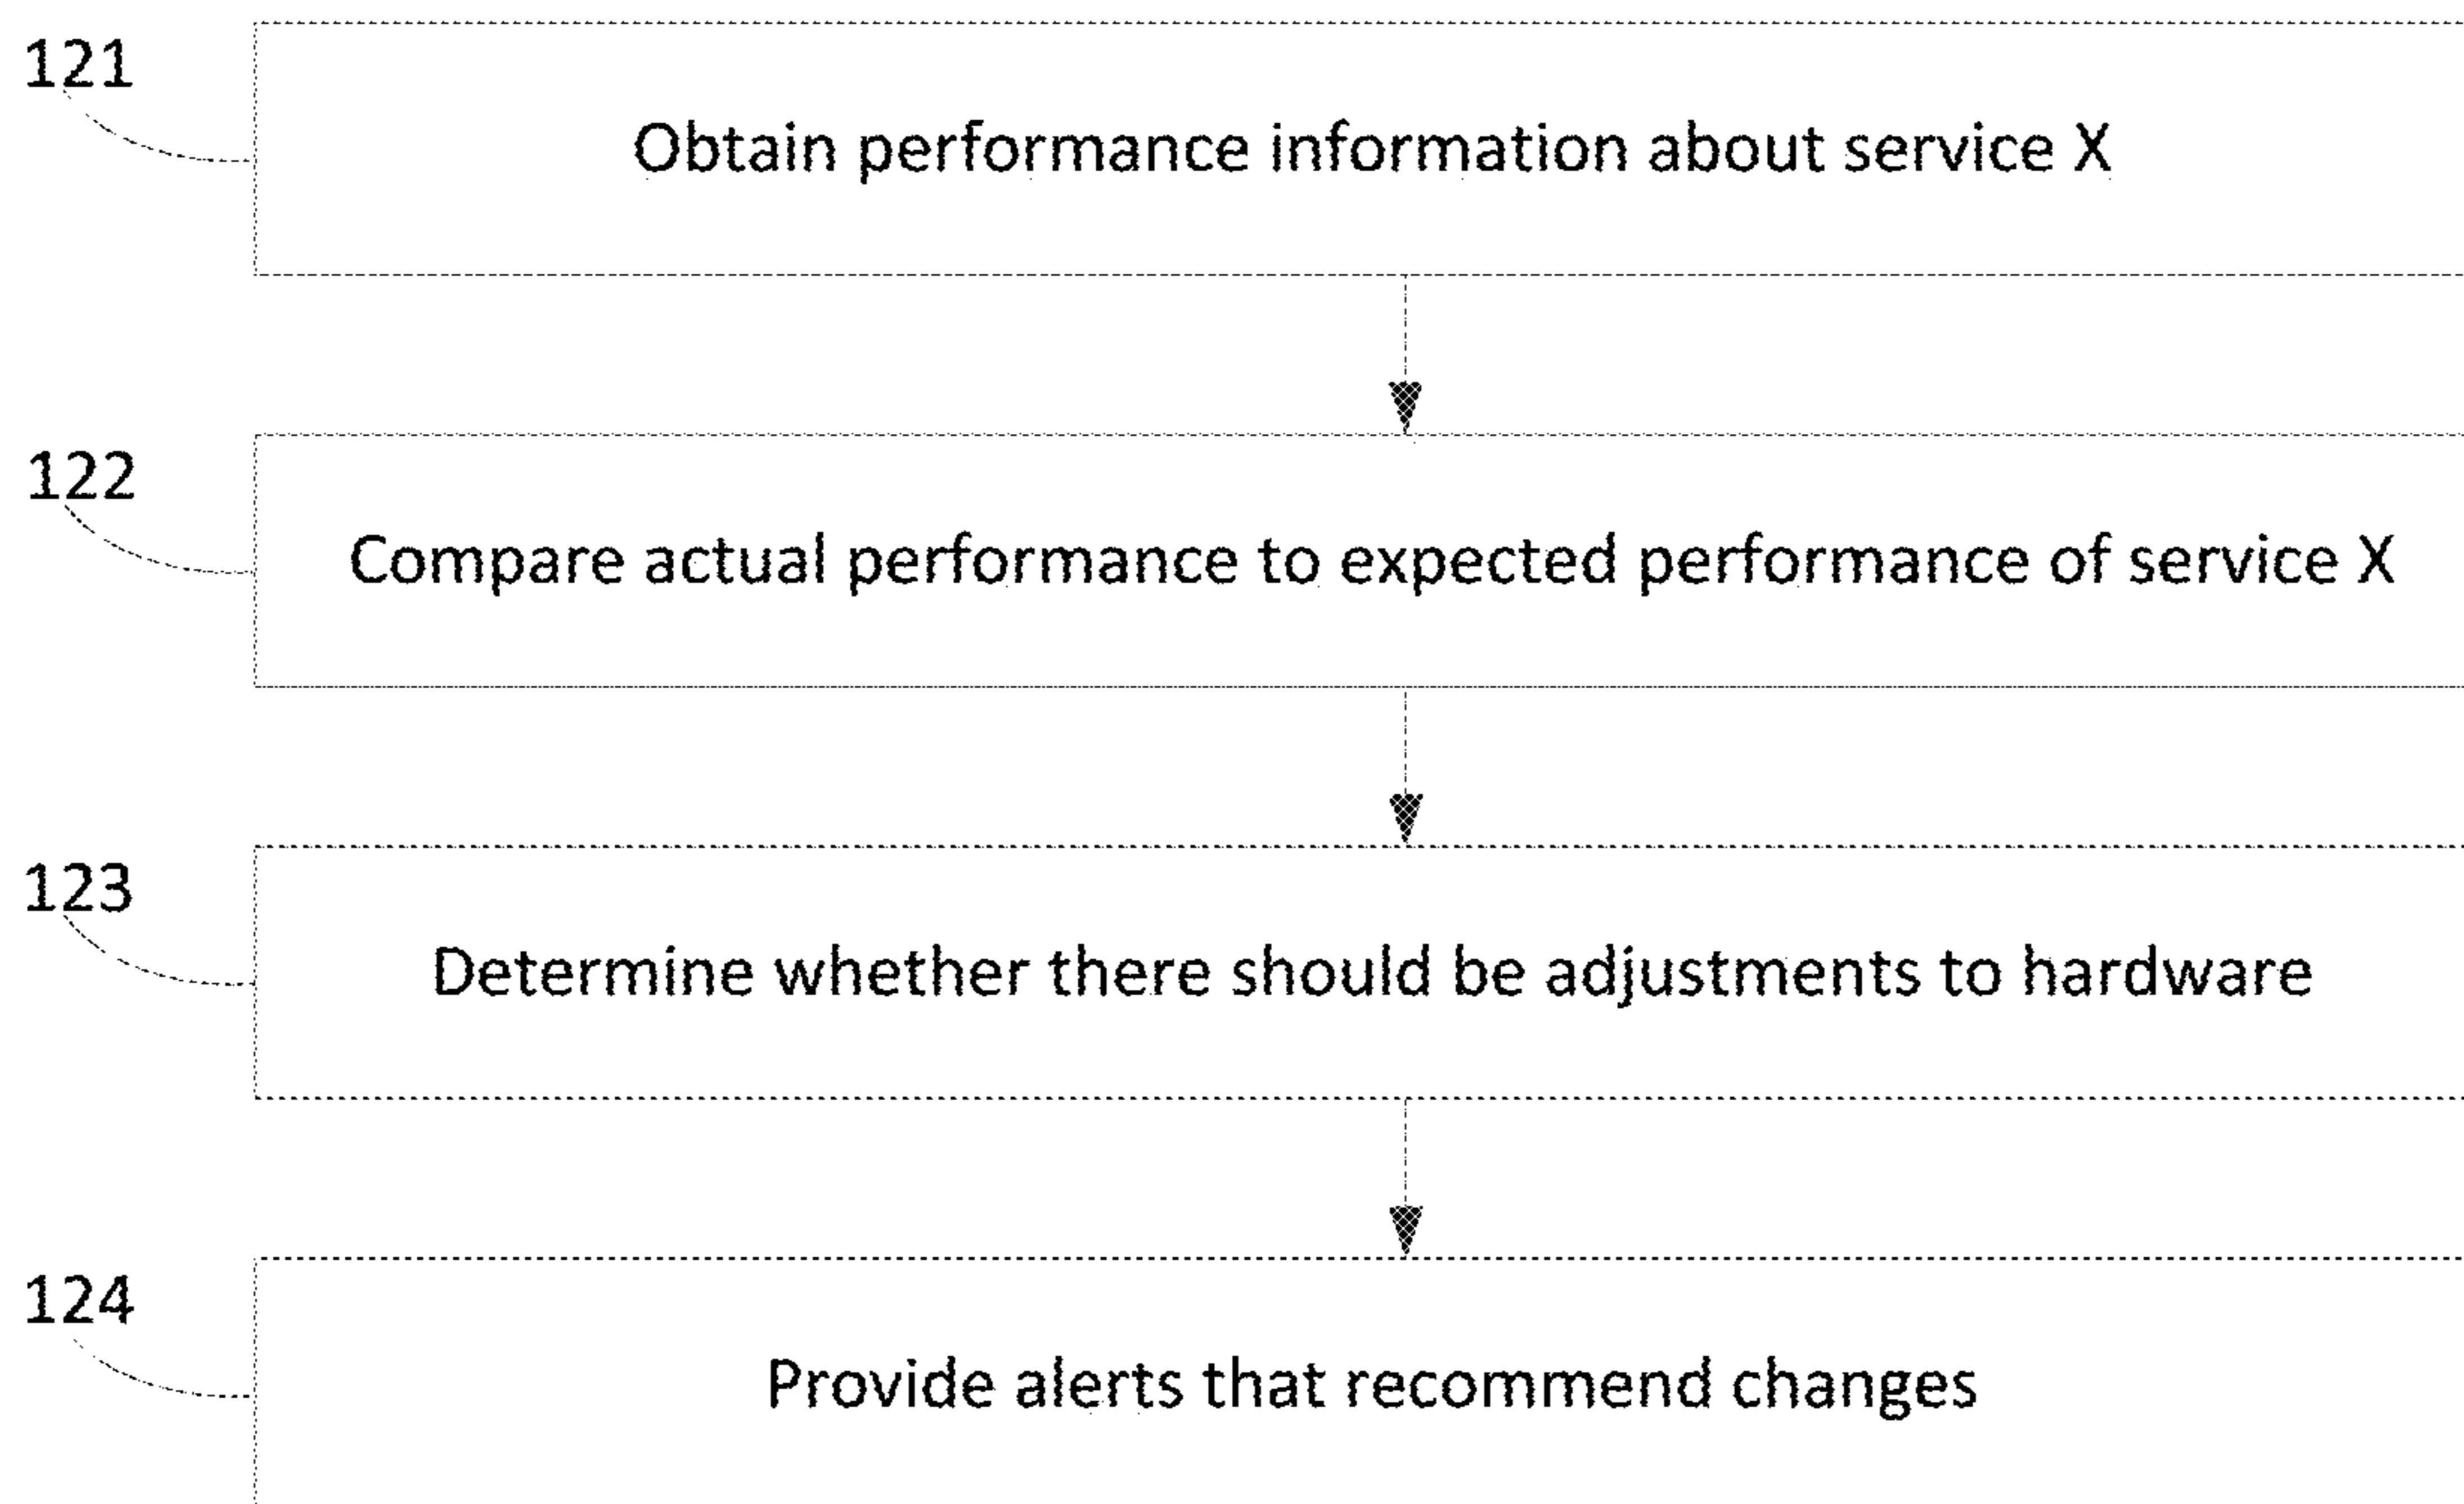 121
Obtain performance information about service X
122
Compare actual performance to expected performance of service X
123
Determine whether there should be adjustments to hardware
124
Provide alerts that recommend changes